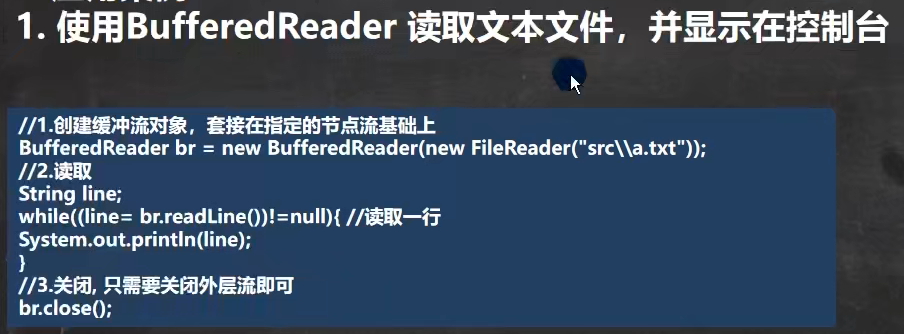 1. 使用BufferedReader 读取文本文件，并显示在控制台
//1.创建缓冲流对象，套接在指定的节点流基础上
BufferedReader br = new BufferedReader(new FileReader("src\\a.txt"));
//2.读取
String line;
while((line= br.readLine())!=null){ //读取一行
System.out.println(line);
}
//3.关闭, 只需要关闭外层流即可
br.close();